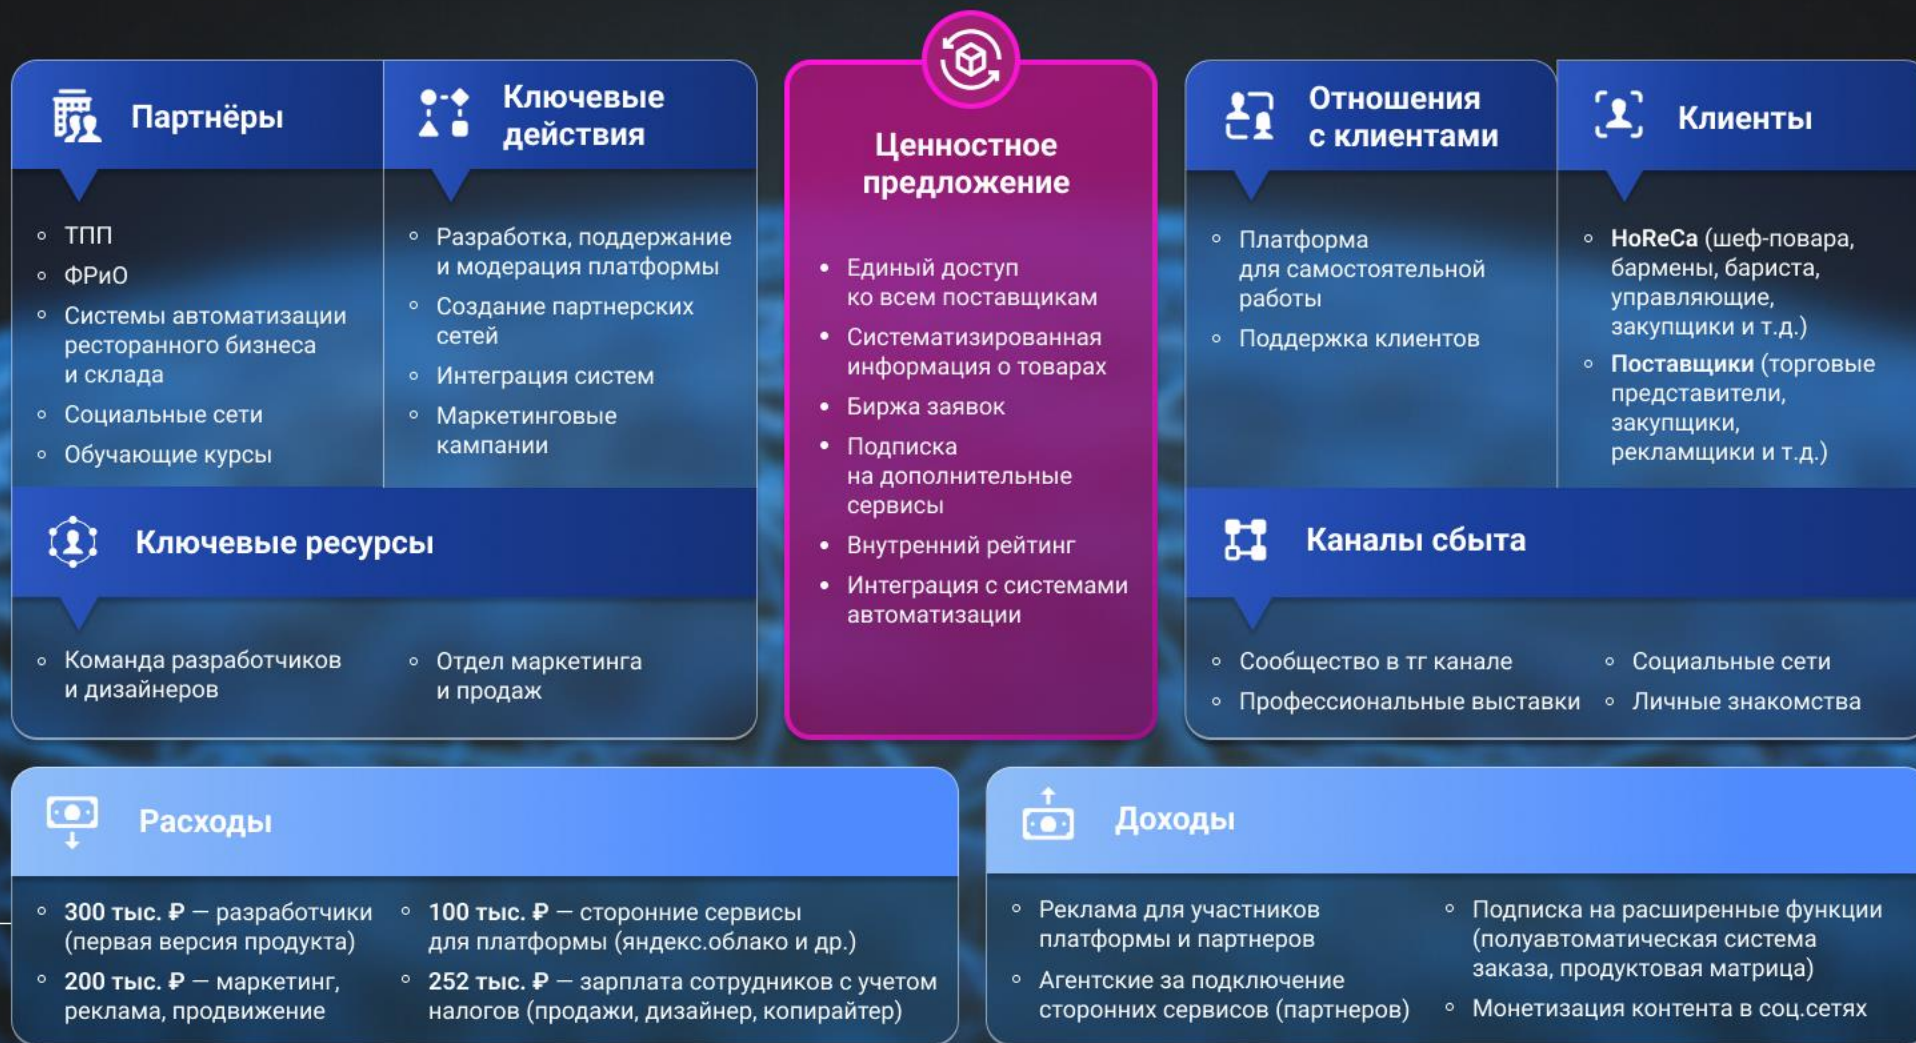 Партнёры
ТПП
ФРиО
Системы автоматизации
ресторанного бизнеса
и склада
Социальные сети
Обучающие курсы
Ключевые
действия
Разработка, поддержание
и модерация платформы
Создание партнерских
сетей
Интеграция систем
Маркетинговые
кампании
Ключевые ресурсы
Команда разработчиков
и дизайнеров
Отдел маркетинга
и продаж
Ценностное
предложение
Единый доступ
ко всем поставщикам
Систематизированная
информация о товарах
Биржа заявок
Подписка
на дополнительные
сервисы
Внутренний рейтинг
Интеграция с системами
автоматизации
Отношения
с клиентами
Платформа
для самостоятельной
работы
Поддержка клиентов
Клиенты
HoReCa (шеф-повара,
бармены, бариста,
управляющие,
закупщики и т.д.)
Поставщики (торговые
представители,
закупщики,
рекламщики и т.д.)
Каналы сбыта
Сообщество в тг канале
Профессиональные выставки
Социальные сети
Личные знакомства
Расходы
300 тыс. ₽ — разработчики
(первая версия продукта)
200 тыс. ₽ — маркетинг,
реклама, продвижение
100 тыс. ₽ — сторонние сервисы
для платформы (яндекс.облако и др.)
252 тыс. ₽ — зарплата сотрудников с учетом
налогов (продажи, дизайнер, копирайтер)
Доходы
Реклама для участников
платформы и партнеров
Агентские за подключение
сторонних сервисов (партнеров)
Подписка на расширенные функции
(полуавтоматическая система
заказа, продуктовая матрица)
Монетизация контента в соц.сетях